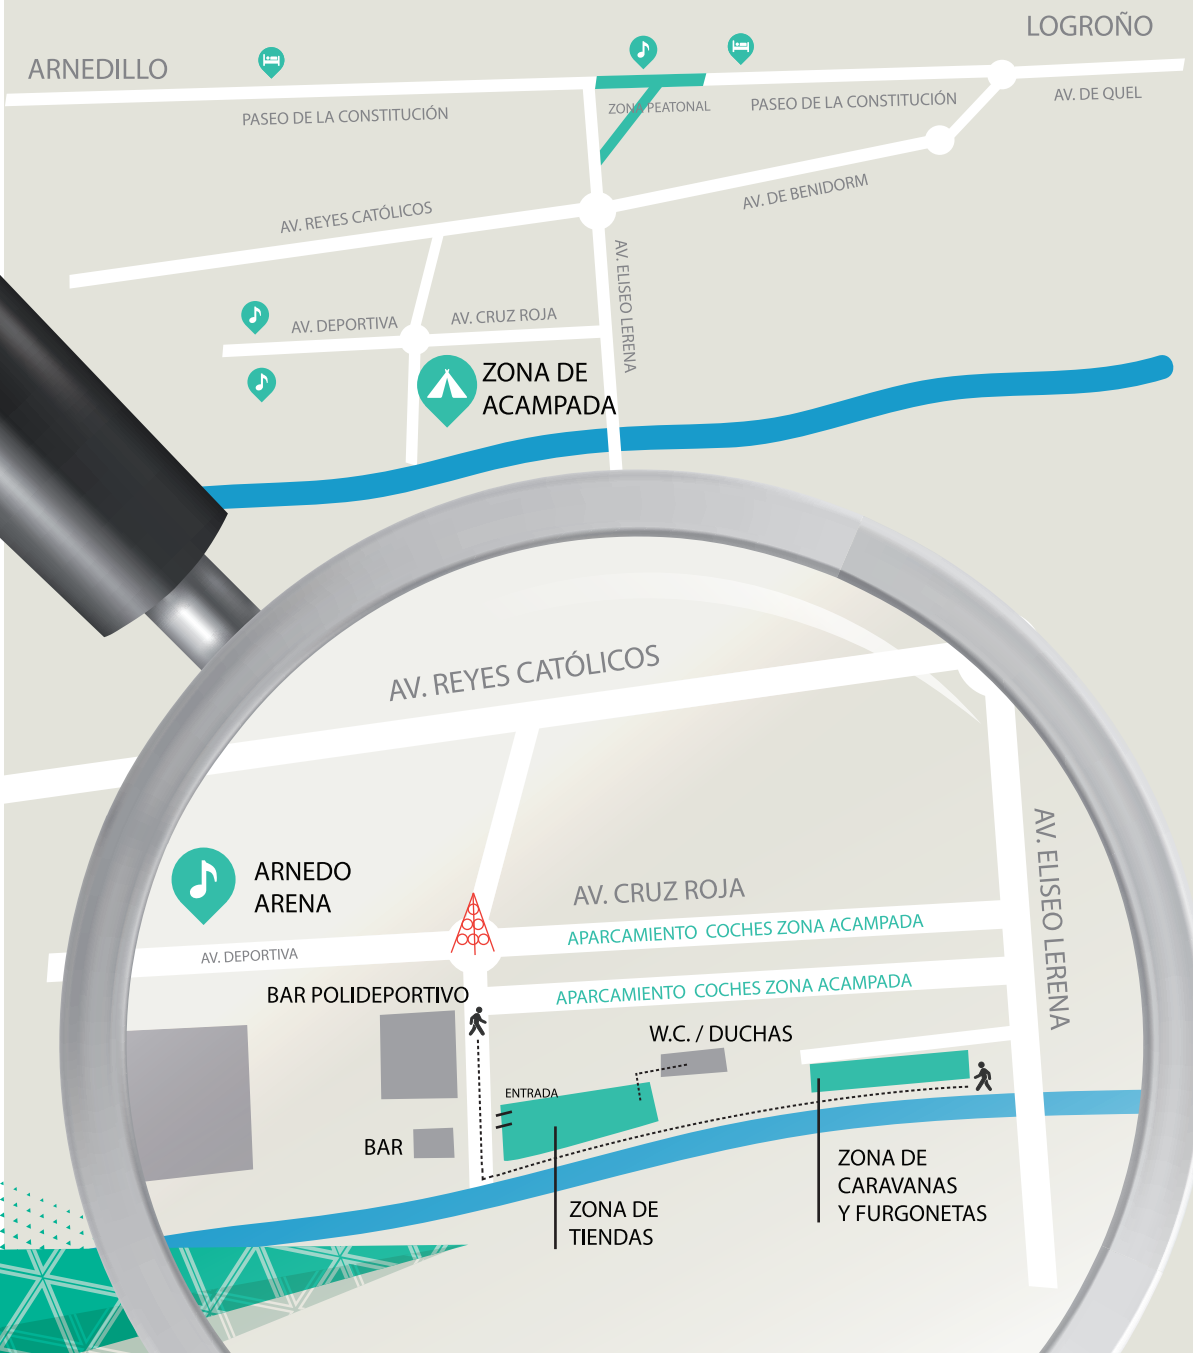 LOGROÑO
ARNEDILLO
AV. DE QUEL
ZONA PEATONAL
PASEO DE LA CONSTITUCIÓN
PASEO DE LA CONSTITUCIÓN
AV. DE BENIDORM
AV. REYES CATÓLICOS
AV. ELISEO LERENA
AV. DEPORTIVA
AV. CRUZ ROJA
ZONA DE
ACAMPADA
AV. REYES CATÓLICOS
AV. ELISEO LERENA
ARNEDO
ARENA
AV. CRUZ ROJA
APARCAMIENTO COCHES ZONA ACAMPADA
AV. DEPORTIVA
APARCAMIENTO COCHES ZONA ACAMPADA
BAR POLIDEPORTIVO
W.C. / DUCHAS
ENTRADA
BAR
ZONA DE
CARAVANAS
Y FURGONETAS
ZONA DE
TIENDAS